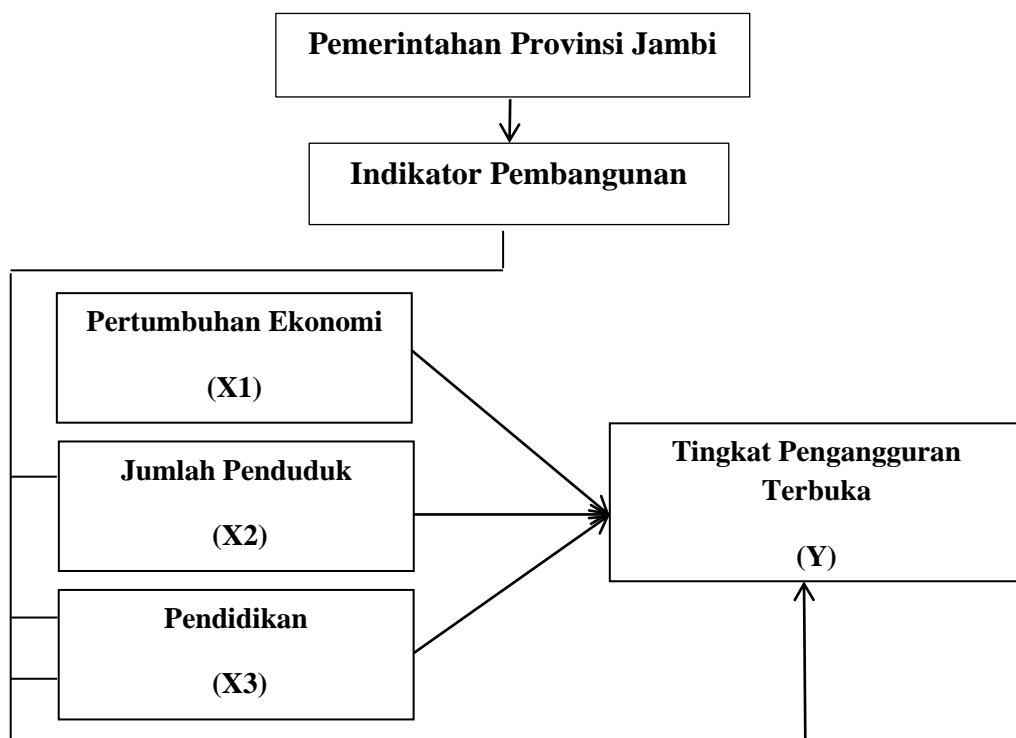 Pemerintahan Provinsi Jambi
Indikator Pembangunan
Pertumbuhan Ekonomi
(X1)
Jumlah Penduduk
(X2)
Pendidikan
(X3)
Tingkat Pengangguran
Terbuka
(Y)